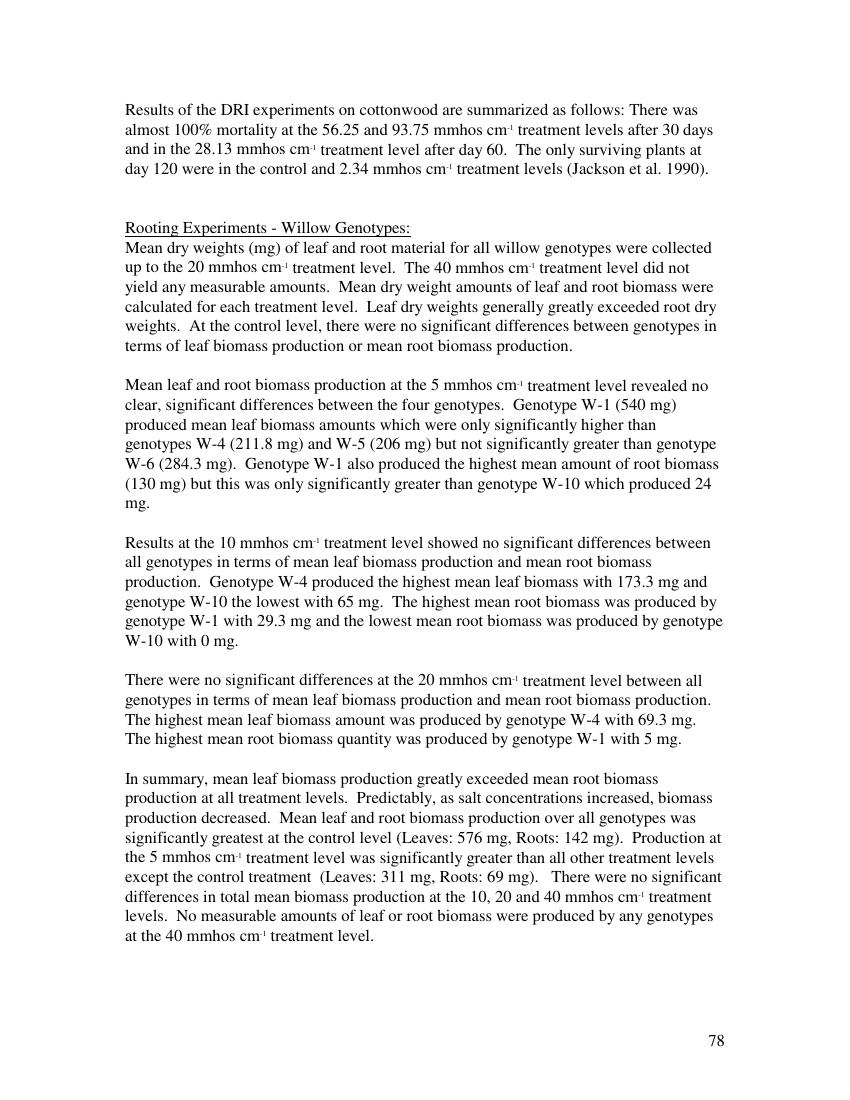 Results of the DRI experiments on cottonwood are summarized as follows: There was
almost 100% mortality at the 56.25 and 93.75 mmhos cm⁻¹ treatment levels after 30 days
and in the 28.13 mmhos cm⁻¹ treatment level after day 60.  The only surviving plants at
day 120 were in the control and 2.34 mmhos cm⁻¹ treatment levels (Jackson et al. 1990).
Rooting Experiments - Willow Genotypes:
Mean dry weights (mg) of leaf and root material for all willow genotypes were collected
up to the 20 mmhos cm⁻¹ treatment level.  The 40 mmhos cm⁻¹ treatment level did not
yield any measurable amounts.  Mean dry weight amounts of leaf and root biomass were
calculated for each treatment level.  Leaf dry weights generally greatly exceeded root dry
weights.  At the control level, there were no significant differences between genotypes in
terms of leaf biomass production or mean root biomass production.
Mean leaf and root biomass production at the 5 mmhos cm⁻¹ treatment level revealed no
clear, significant differences between the four genotypes.  Genotype W-1 (540 mg)
produced mean leaf biomass amounts which were only significantly higher than
genotypes W-4 (211.8 mg) and W-5 (206 mg) but not significantly greater than genotype
W-6 (284.3 mg).  Genotype W-1 also produced the highest mean amount of root biomass
(130 mg) but this was only significantly greater than genotype W-10 which produced 24
mg.
Results at the 10 mmhos cm⁻¹ treatment level showed no significant differences between
all genotypes in terms of mean leaf biomass production and mean root biomass
production.  Genotype W-4 produced the highest mean leaf biomass with 173.3 mg and
genotype W-10 the lowest with 65 mg.  The highest mean root biomass was produced by
genotype W-1 with 29.3 mg and the lowest mean root biomass was produced by genotype
W-10 with 0 mg.
There were no significant differences at the 20 mmhos cm⁻¹ treatment level between all
genotypes in terms of mean leaf biomass production and mean root biomass production.
The highest mean leaf biomass amount was produced by genotype W-4 with 69.3 mg.
The highest mean root biomass quantity was produced by genotype W-1 with 5 mg.
In summary, mean leaf biomass production greatly exceeded mean root biomass
production at all treatment levels.  Predictably, as salt concentrations increased, biomass
production decreased.  Mean leaf and root biomass production over all genotypes was
significantly greatest at the control level (Leaves: 576 mg, Roots: 142 mg).  Production at
the 5 mmhos cm⁻¹ treatment level was significantly greater than all other treatment levels
except the control treatment  (Leaves: 311 mg, Roots: 69 mg).   There were no significant
differences in total mean biomass production at the 10, 20 and 40 mmhos cm⁻¹ treatment
levels.  No measurable amounts of leaf or root biomass were produced by any genotypes
at the 40 mmhos cm⁻¹ treatment level.
78